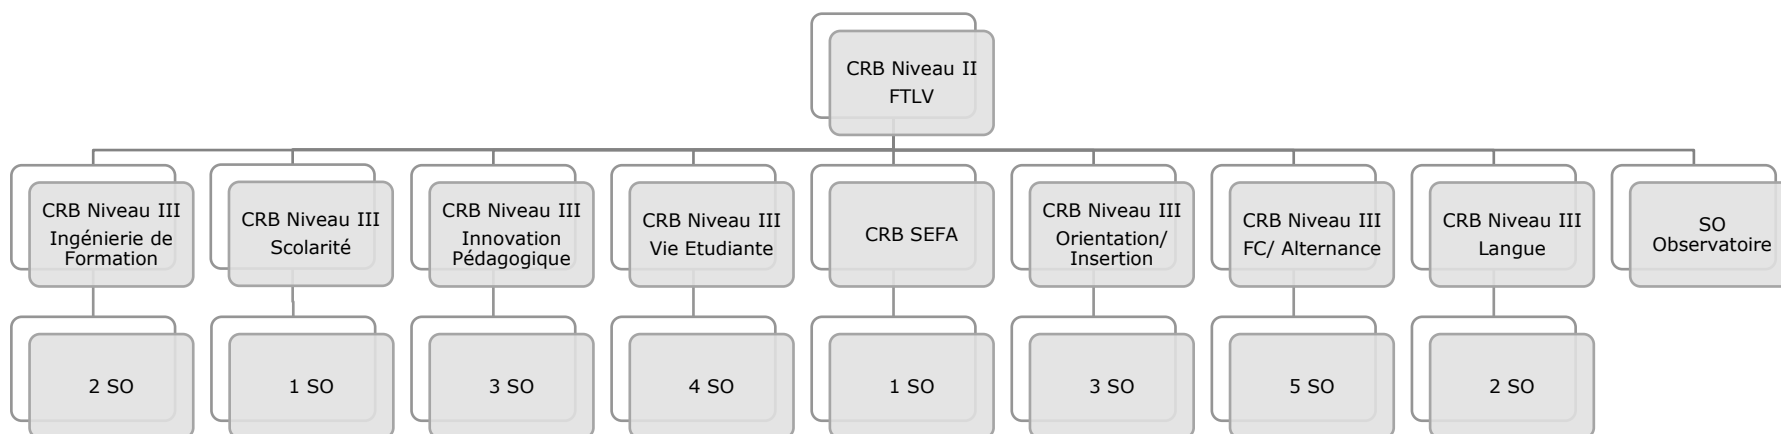 CRB Niveau II
FTLV
CRB Niveau III
Ingénierie de
Formation
CRB Niveau III
Scolarité
CRB Niveau III
Innovation
Pédagogique
CRB Niveau III
Vie Etudiante
CRB SEFA
CRB Niveau III
Orientation/
Insertion
CRB Niveau III
FC/ Alternance
CRB Niveau III
Langue
SO
Observatoire
2 SO
1 SO
3 SO
4 SO
1 SO
3 SO
5 SO
2 SO